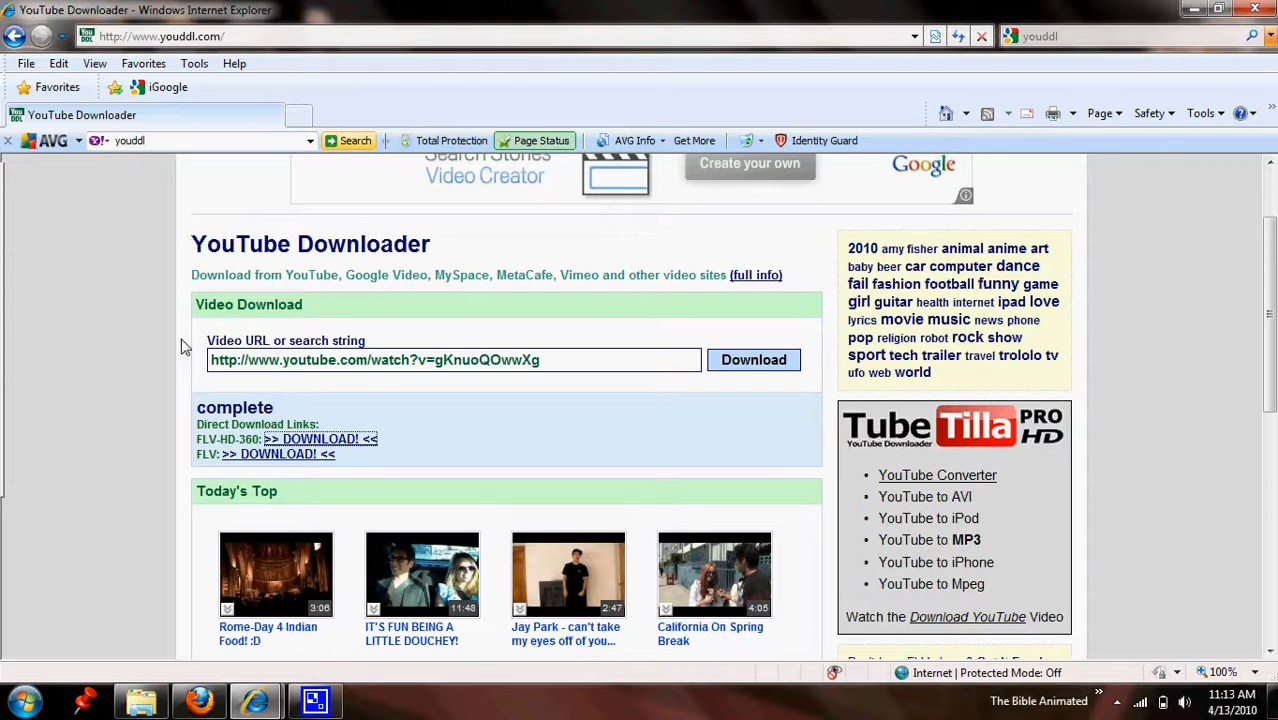 YouTube Downloader - Windows Internet Explorer
http://www.youddl.com/
youddl
File Edit View Favorites Tools Help
Favorites iGoogle
YouTube Downloader
Page Safety Tools
AVG Y! youddl Search Total Protection Page Status AVG Info Get More Identity Guard
Search Stories
Video Creator
Create your own
Google
YouTube Downloader
Download from YouTube, Google Video, MySpace, MetaCafe, Vimeo and other video sites (full info)
Video Download
Video URL or search string
http://www.youtube.com/watch?v=gKnuoQOwwXg
Download
complete
Direct Download Links:
FLV-HD-360: >> DOWNLOAD! <<
FLV: >> DOWNLOAD! <<
Today's Top
3:06
11:48
2:47
4:05
Rome-Day 4 Indian
Food! :D
IT'S FUN BEING A
LITTLE DOUCHEY!
Jay Park - can't take
my eyes off of you...
California On Spring
Break
2010 amy fisher animal anime art
baby beer car computer dance
fail fashion football funny game
girl guitar health internet ipad love
lyrics movie music news phone
pop religion robot rock show
sport tech trailer travel trololo tv
ufo web world
Tube Tilla PRO
YouTube Downloader HD
• YouTube Converter
• YouTube to AVI
• YouTube to iPod
• YouTube to MP3
• YouTube to iPhone
• YouTube to Mpeg
Watch the Download YouTube Video
Internet | Protected Mode: Off
100%
The Bible Animated
11:13 AM
4/13/2010